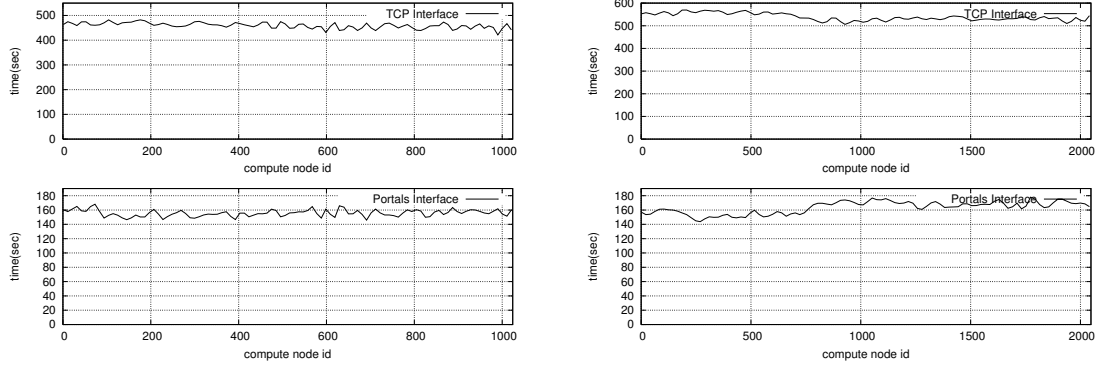 500
400
300
200
100
0
time(sec)
TCP Interface
0 200 400 600 800 1000
compute node id
600
500
400
300
200
100
0
time(sec)
TCP Interface
0 500 1000 1500 2000
compute node id
180
160
140
120
100
80
60
40
20
0
time(sec)
Portals Interface
0 200 400 600 800 1000
compute node id
180
160
140
120
100
80
60
40
20
0
time(sec)
Portals Interface
0 500 1000 1500 2000
compute node id